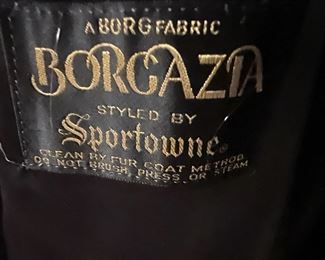 A BORG FABRIC
BORGAZIA
STYLED BY
Sportowne®
CLEAN BY FUR COAT METHOD
DO NOT BRUSH, PRESS OR STEAM